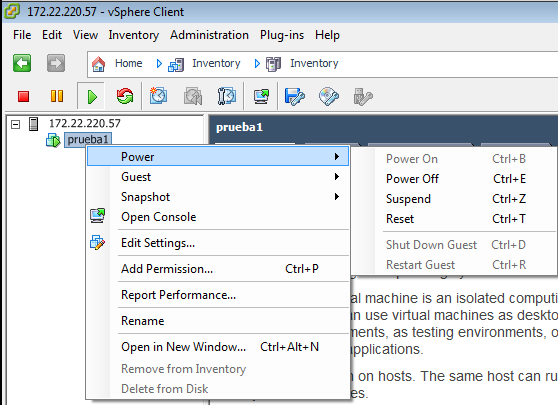 172.22.220.57 - vSphere Client
File Edit View Inventory Administration Plug-ins Help
Home Inventory Inventory
172.22.220.57
prueba1
prueba1
Power
Guest
Snapshot
Open Console
Edit Settings...
Add Permission... Ctrl+P
Report Performance...
Rename
Open in New Window... Ctrl+Alt+N
Remove from Inventory
Delete from Disk
Power On Ctrl+B
Power Off Ctrl+E
Suspend Ctrl+Z
Reset Ctrl+T
Shut Down Guest Ctrl+D
Restart Guest Ctrl+R
al machine is an isolated computi
an use virtual machines as deskto
ments, as testing environments, o
applications.
n on hosts. The same host can ru
es.